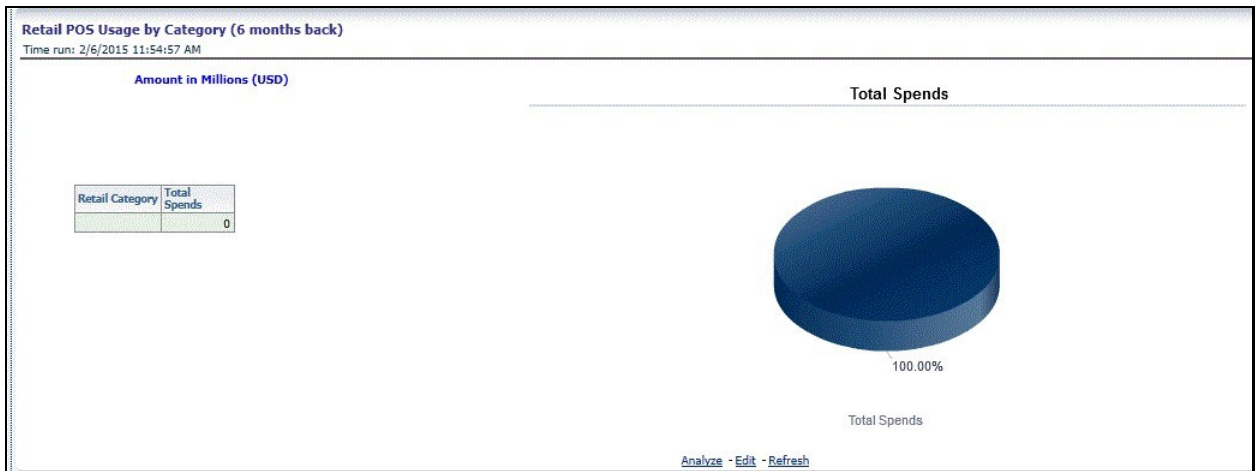 Retail POS Usage by Category (6 months back)
Time run: 2/6/2015 11:54:57 AM
Amount in Millions (USD)
Retail Category Total Spends
0
Total Spends
100.00%
Total Spends
Analyze - Edit - Refresh